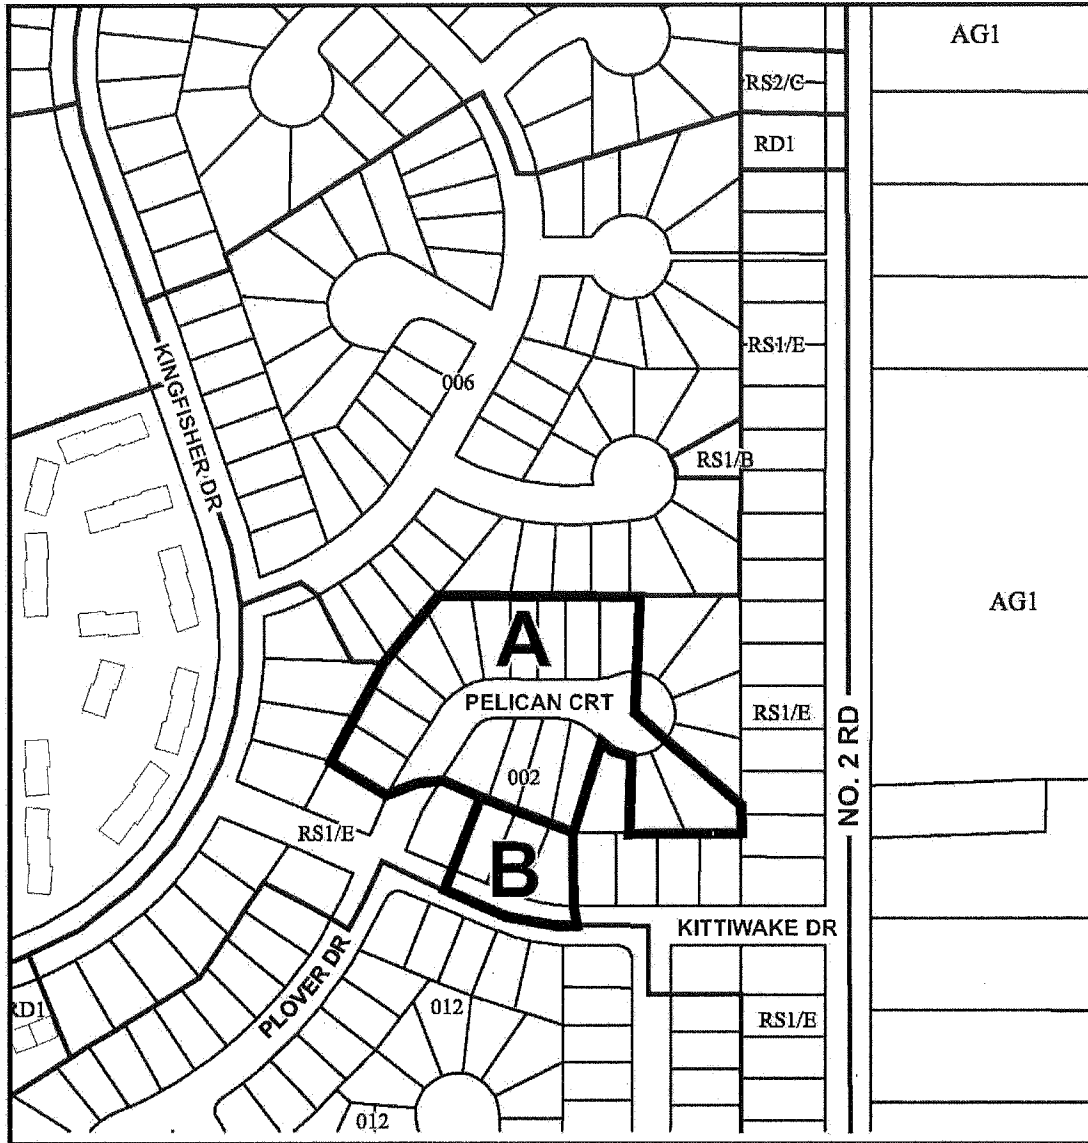 AG1
RS2/C
RD1
KINGFISHER DR
RS1/E
006
RS1/B
A
AG1
PELICAN CRT
RS1/E
NO. 2 RD
002
RS1/E
B
KITTIWAKE DR
PLOVER DR
RD1
012
RS1/E
012